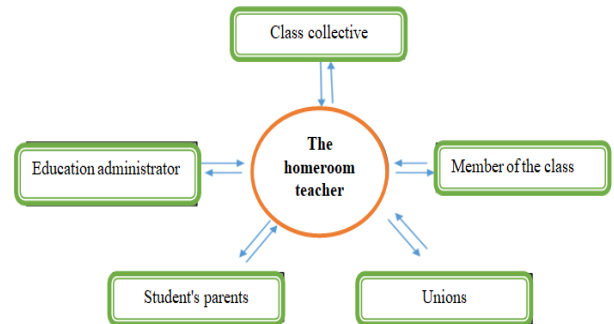 Class collective
The
homeroom
teacher
Education administrator
Member of the class
Student's parents
Unions